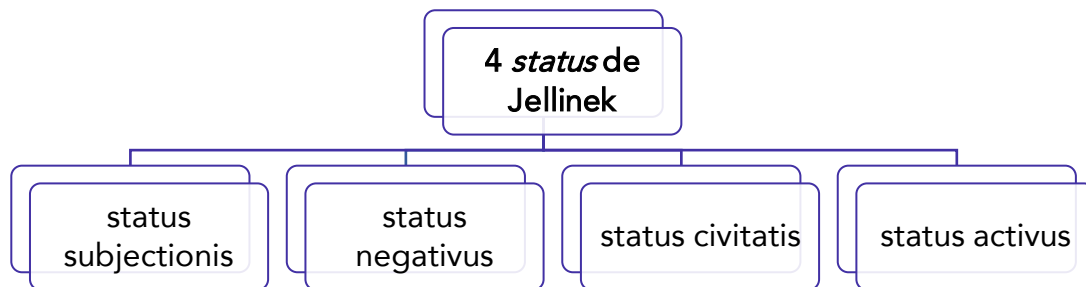 4 status de
Jellinek
status
subjectionis
status
negativus
status civitatis
status activus